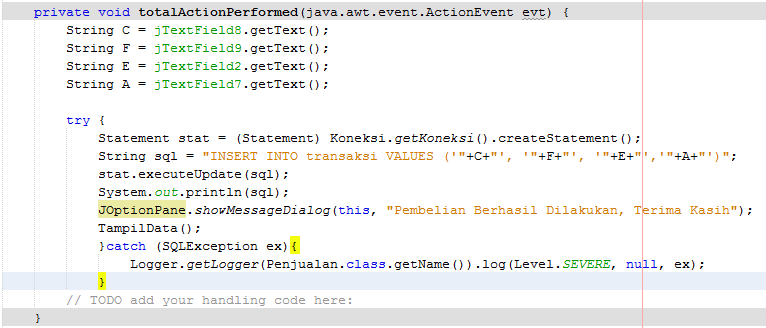 private void totalActionPerformed(java.awt.event.ActionEvent evt) {
String C = jTextField8.getText();
String F = jTextField9.getText();
String E = jTextField2.getText();
String A = jTextField7.getText();
try {
Statement stat = (Statement) Koneksi.getKoneksi().createStatement();
String sql = "INSERT INTO transaksi VALUES ('"+C+"', '"+F+"', '"+E+"','"+A+"')";
stat.executeUpdate(sql);
System.out.println(sql);
JOptionPane.showMessageDialog(this, "Pembelian Berhasil Dilakukan, Terima Kasih");
TampilData();
}catch (SQLException ex){
Logger.getLogger(Penjualan.class.getName()).log(Level.SEVERE, null, ex);
}
// TODO add your handling code here:
}